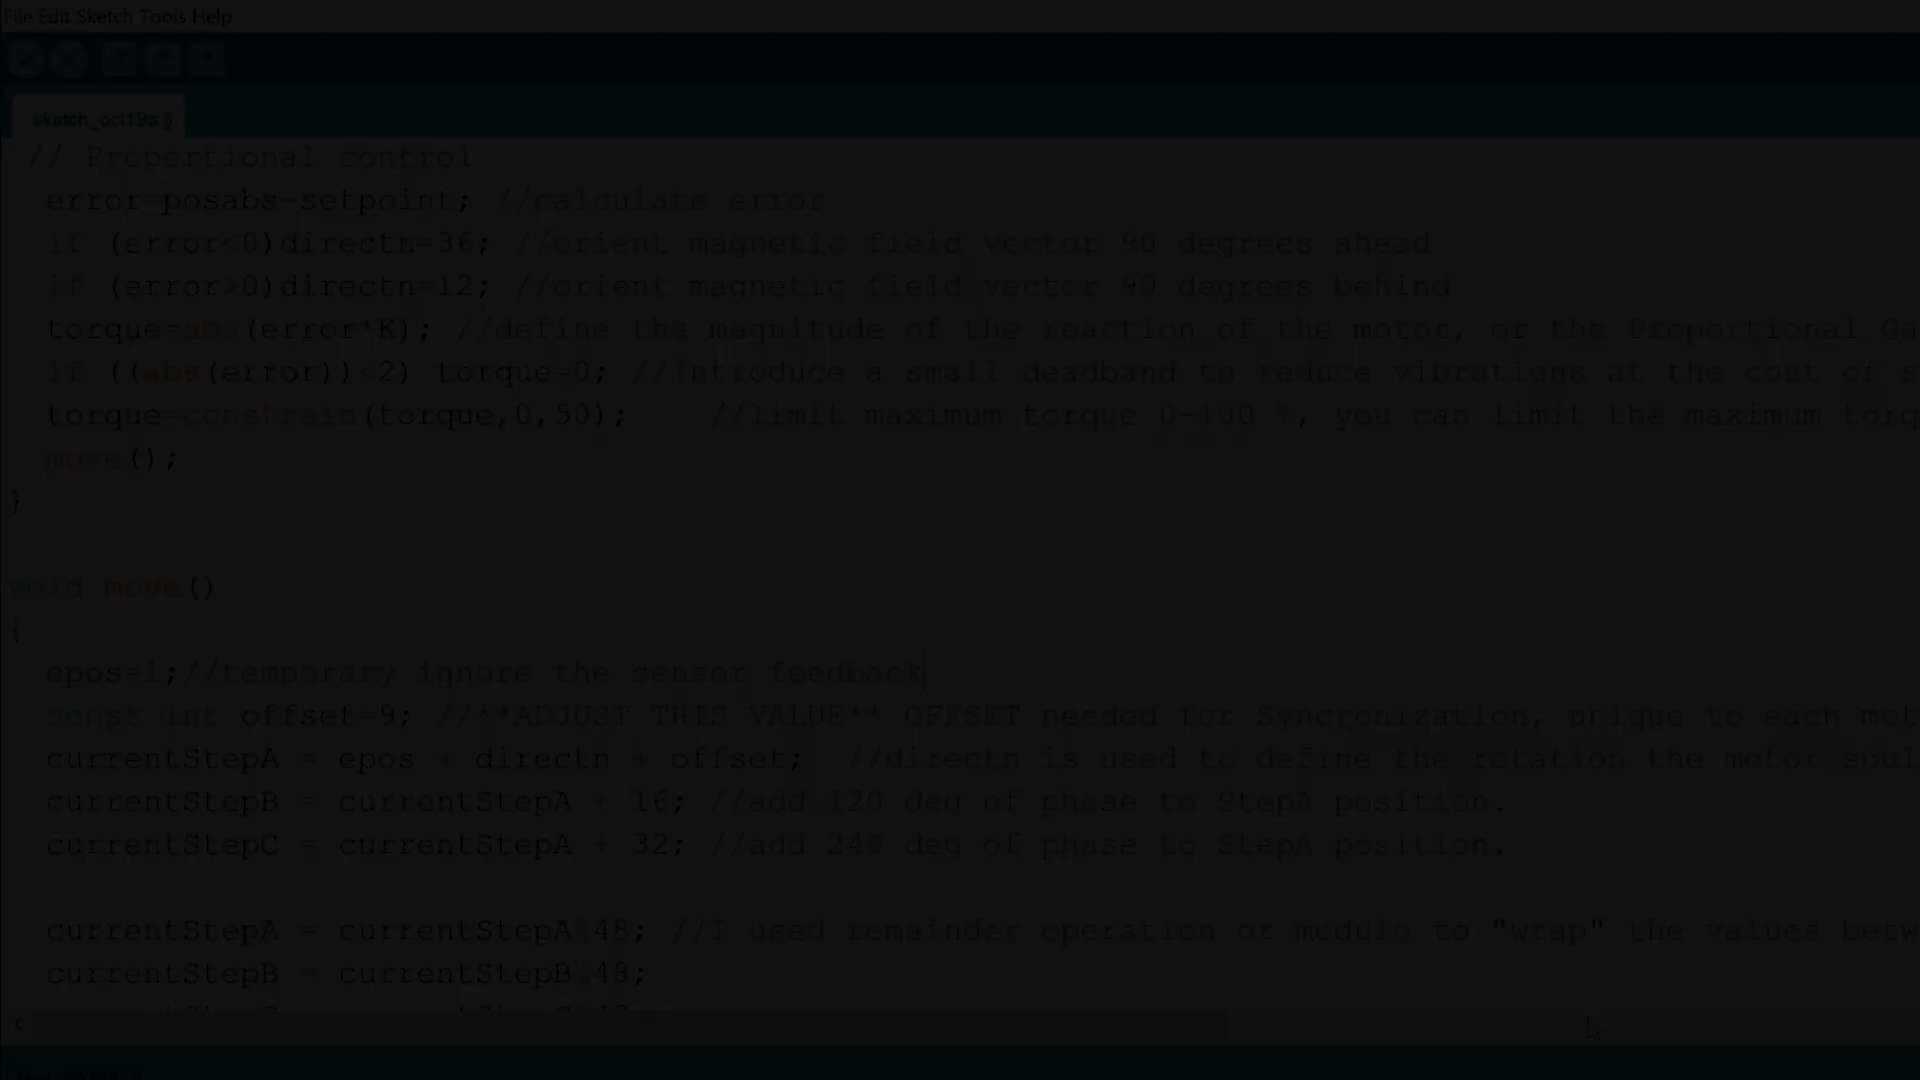 File Edit Sketch Tools Help
sketch_oct19a §
// Proportional control
error=posabs-setpoint; //calculate error
if (error<0)directn=36; //orient magnetic field vector 90 degrees ahead
if (error>0)directn=12; //orient magnetic field vector 90 degrees behind
torque=abs(error*K); //define the magnitude of the reaction of the motor, or the Proportional Ga
if ((abs(error))<2) torque=0; //Introduce a small deadband to reduce vibrations at the cost of s
torque=constrain(torque,0,50); //limit maximum torque 0-100 %, you can limit the maximum torq
move();
}
void move()
{
epos=1;//temporary ignore the sensor feedback
const int offset=9; //**ADJUST THIS VALUE** OFFSET needed for Syncronization, to each mot
currentStepA = epos + directn + offset; //directn is used to define the rotation the motor soul
currentStepB = currentStepA + 16; //add 120 deg of phase to StepA position.
currentStepC = currentStepA + 32; //add 240 deg of phase to StepA position.
currentStepA = currentStepA%48; //I used remainder operation or modulo to "wrap" the values betw
currentStepB = currentStepB%48;